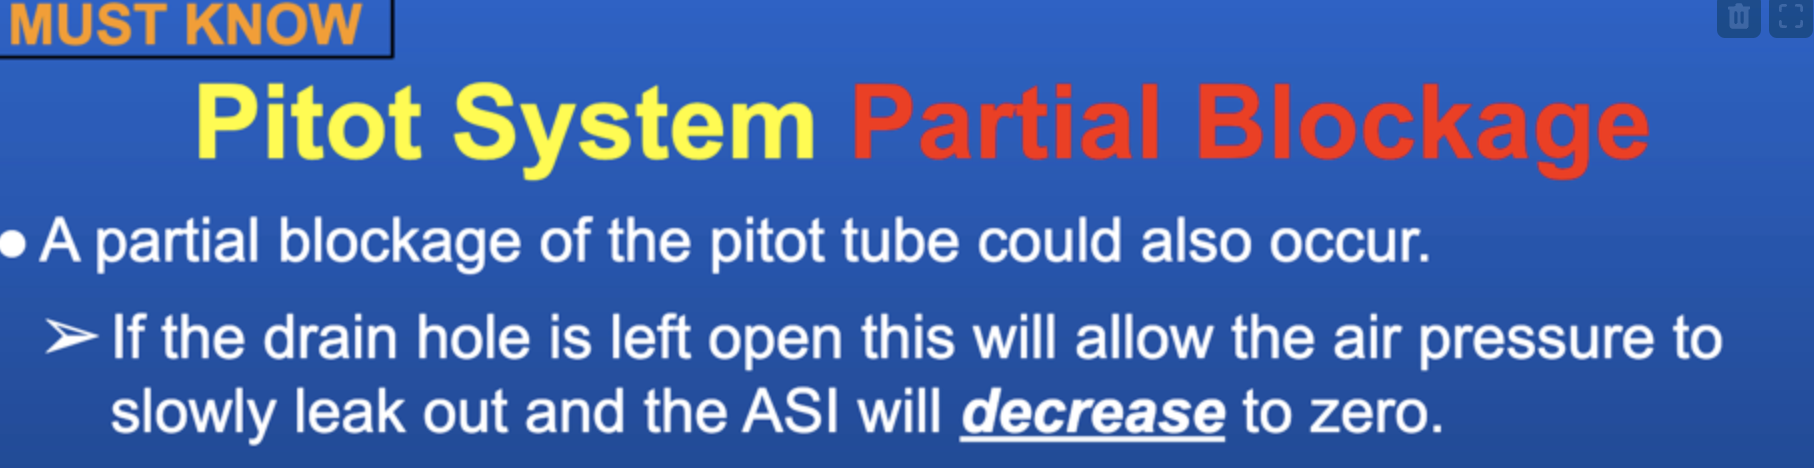 MUST KNOW
Pitot System Partial Blockage
• A partial blockage of the pitot tube could also occur.
➢ If the drain hole is left open this will allow the air pressure to
slowly leak out and the ASI will decrease to zero.